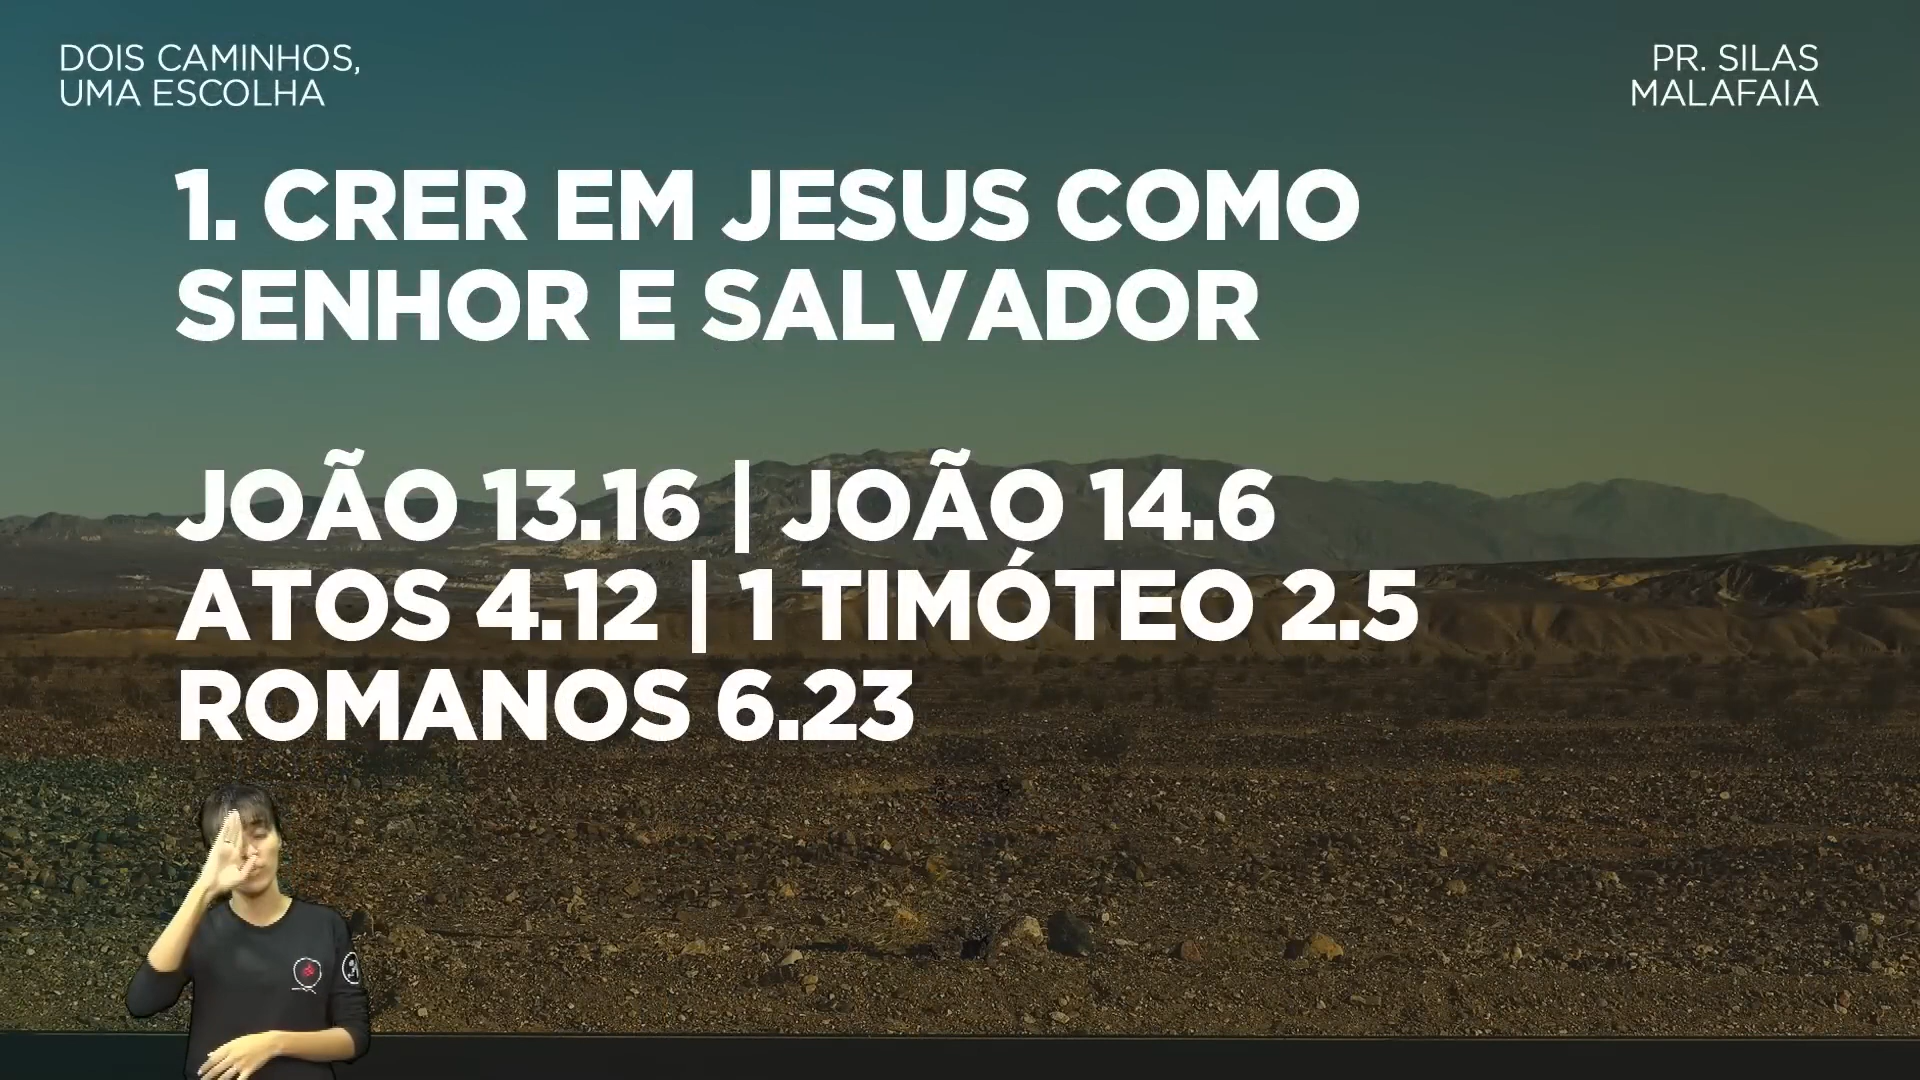 DOIS CAMINHOS,
UMA ESCOLHA
PR. SILAS
MALAFAIA
1. CRER EM JESUS COMO
SENHOR E SALVADOR
JOÃO 13.16 | JOÃO 14.6
ATOS 4.12 | 1 TIMÓTEO 2.5
ROMANOS 6.23